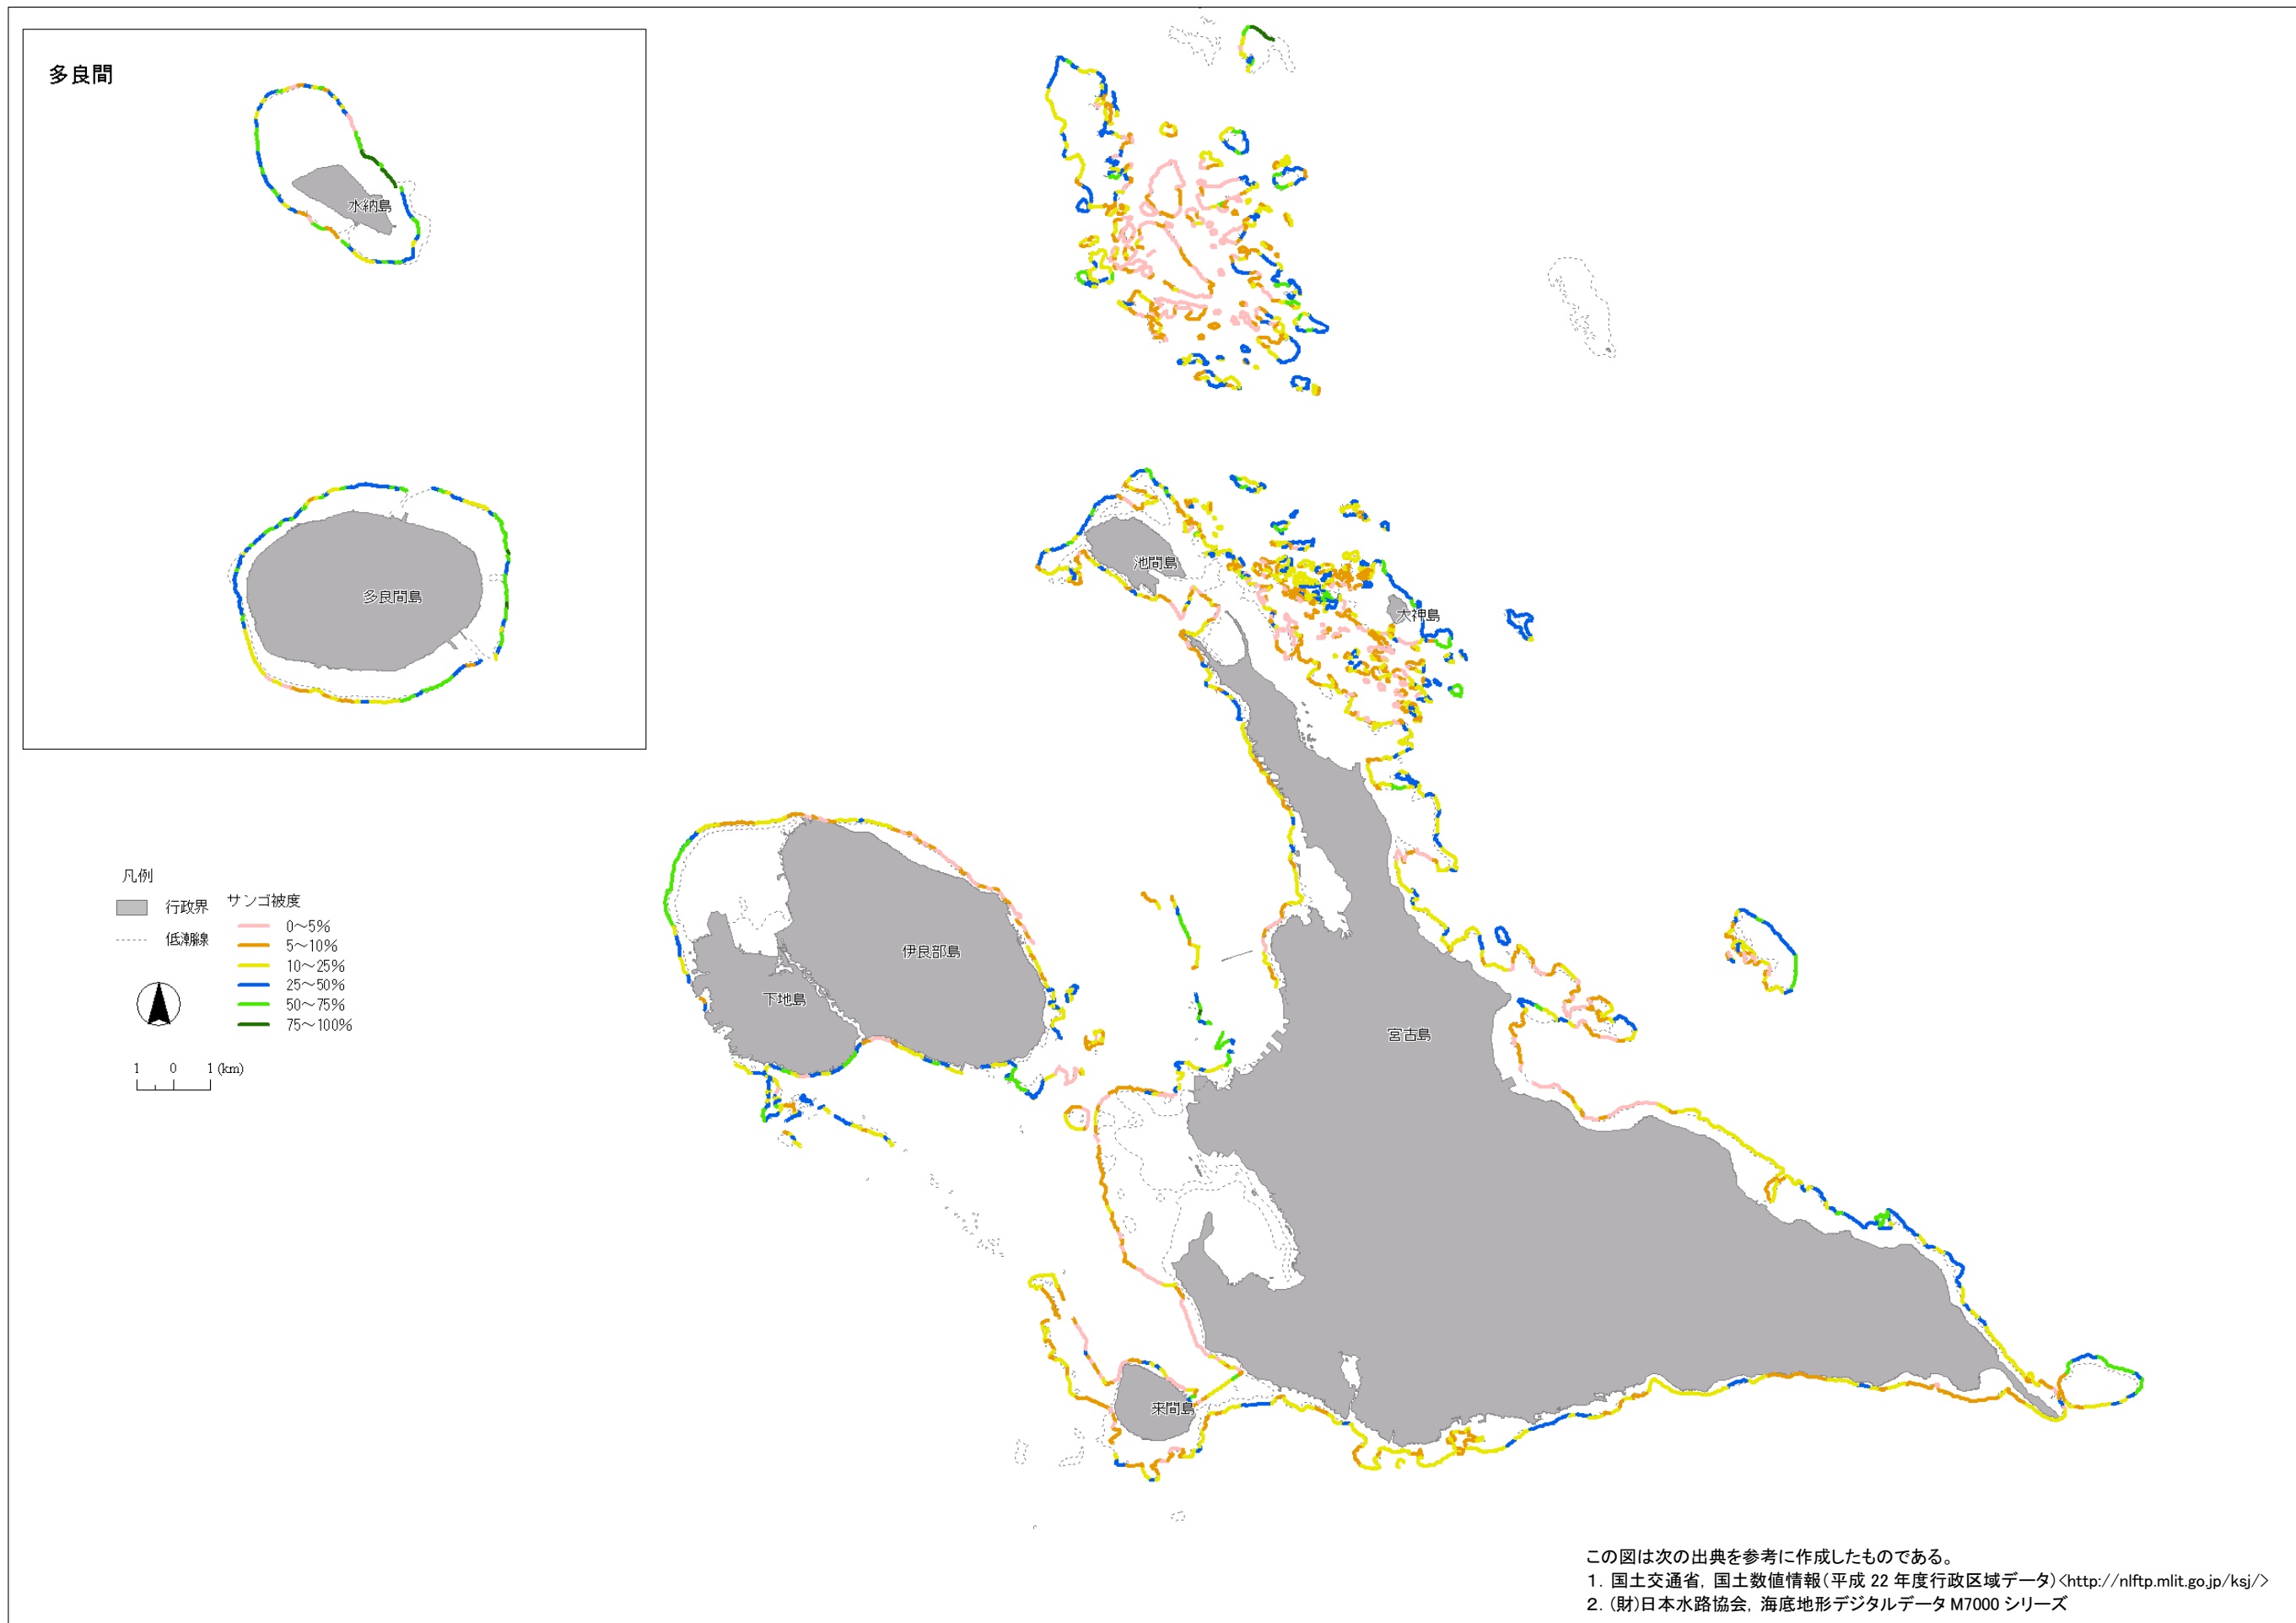 多良間
水納島
多良間島
池間島
大神島
伊良部島
下地島
宮古島
来間島
凡例
行政界
低潮線
サンゴ被度
0～5%
5～10%
10～25%
25～50%
50～75%
75～100%
1 0 1 (km)
この図は次の出典を参考に作成したものである。
1. 国土交通省, 国土数値情報(平成 22 年度行政区域データ)<http://nlftp.mlit.go.jp/ksj/>
2. (財)日本水路協会, 海底地形デジタルデータ M7000 シリーズ